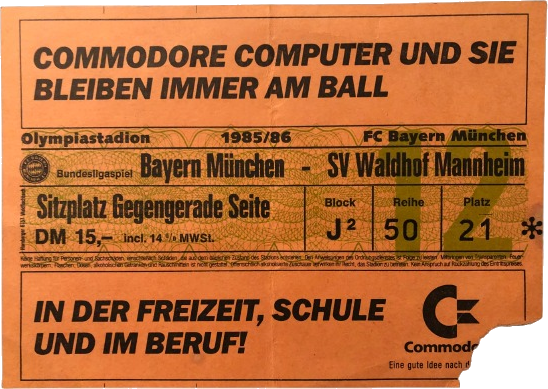 COMMODORE COMPUTER UND SIE
BLEIBEN IMMER AM BALL
Olympiastadion 1985/86 FC Bayern München
Bundesligaspiel Bayern München - SV Waldhof Mannheim
12
Sitzplatz Gegengerade Seite Block Reihe Platz
J² 50 21 *
DM 15,– incl. 14 % MWSt.
IN DER FREIZEIT, SCHULE
UND IM BERUF!
Commodo
Eine gute Idee nach d